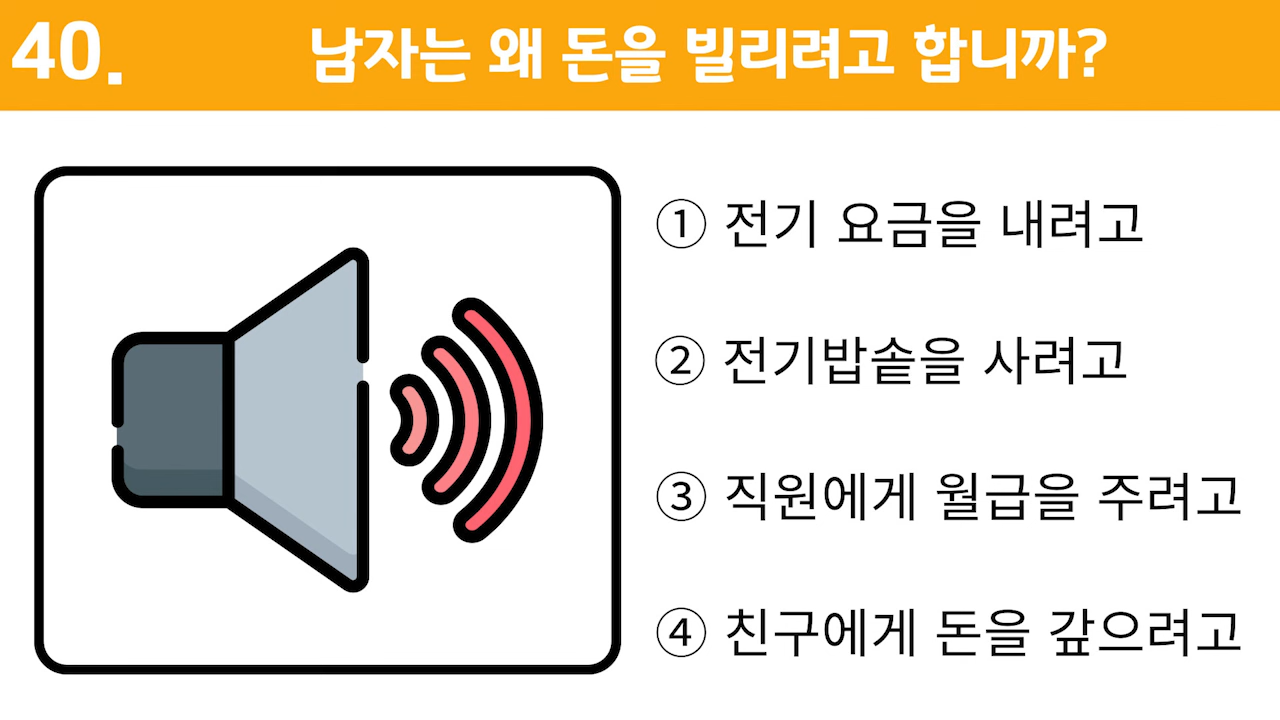 40. 남자는 왜 돈을 빌리려고 합니까?
① 전기 요금을 내려고
② 전기밥솥을 사려고
③ 직원에게 월급을 주려고
④ 친구에게 돈을 갚으려고